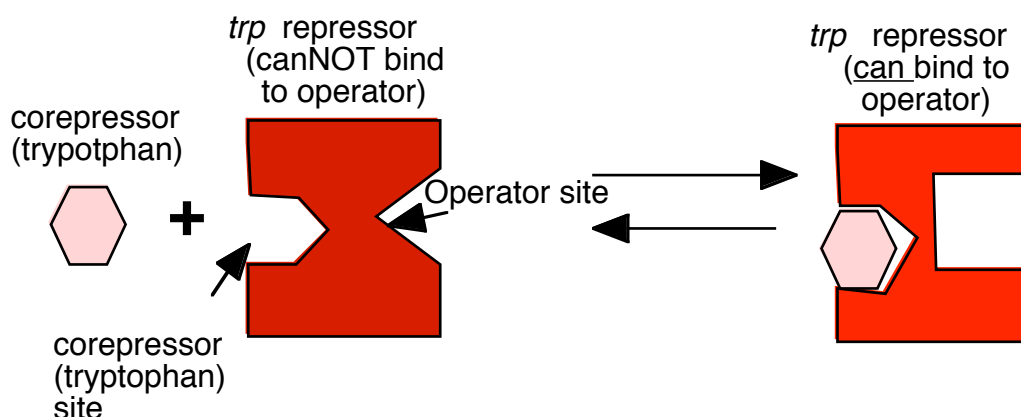 trp repressor
(canNOT bind
to operator)
trp repressor
(can bind to
operator)
corepressor
(trypotphan)
+
Operator site
corepressor
(tryptophan)
site